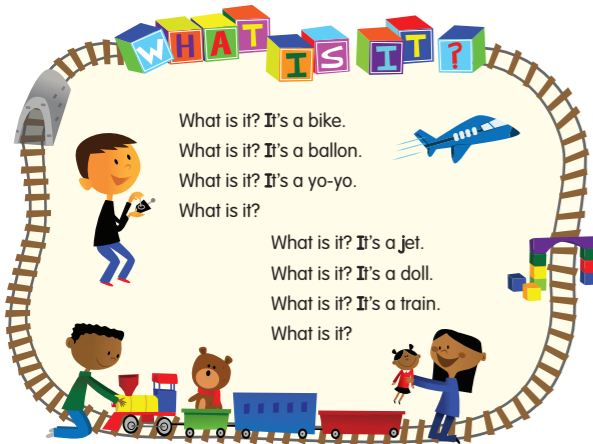 WHAT IS IT?
What is it? It's a bike.
What is it? It's a ballon.
What is it? It's a yo-yo.
What is it?
What is it? It's a jet.
What is it? It's a doll.
What is it? It's a train.
What is it?